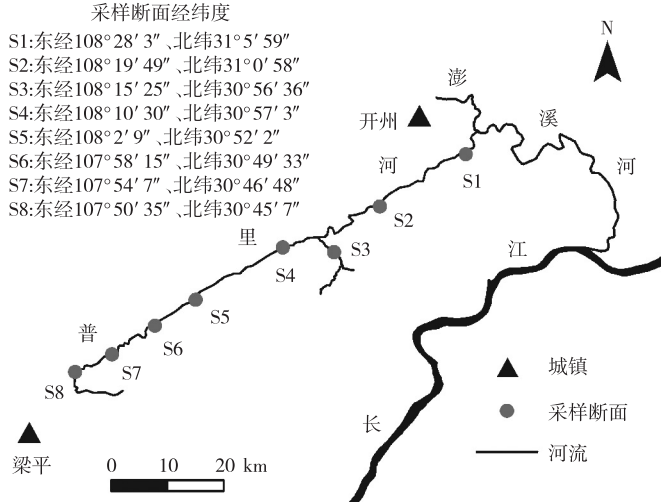 采样断面经纬度
S1:东经108°28′3″、北纬31°5′59″
S2:东经108°19′49″、北纬31°0′58″
S3:东经108°15′25″、北纬30°56′36″
S4:东经108°10′30″、北纬30°57′3″
S5:东经108°2′9″、北纬30°52′2″
S6:东经107°58′15″、北纬30°49′33″
S7:东经107°54′7″、北纬30°46′48″
S8:东经107°50′35″、北纬30°45′7″
N
澎
溪
河
开州
河
S1
S2
里
S3
S4
江
S5
普
S6
S7
S8
长
梁平
0 10 20 km
城镇
采样断面
河流